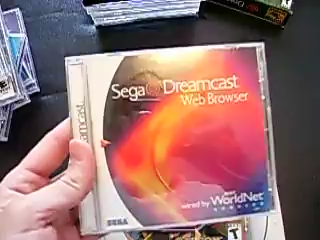 Sega Dreamcast
Web Browser
Dreamcast
wired by WorldNet
SEGA
T